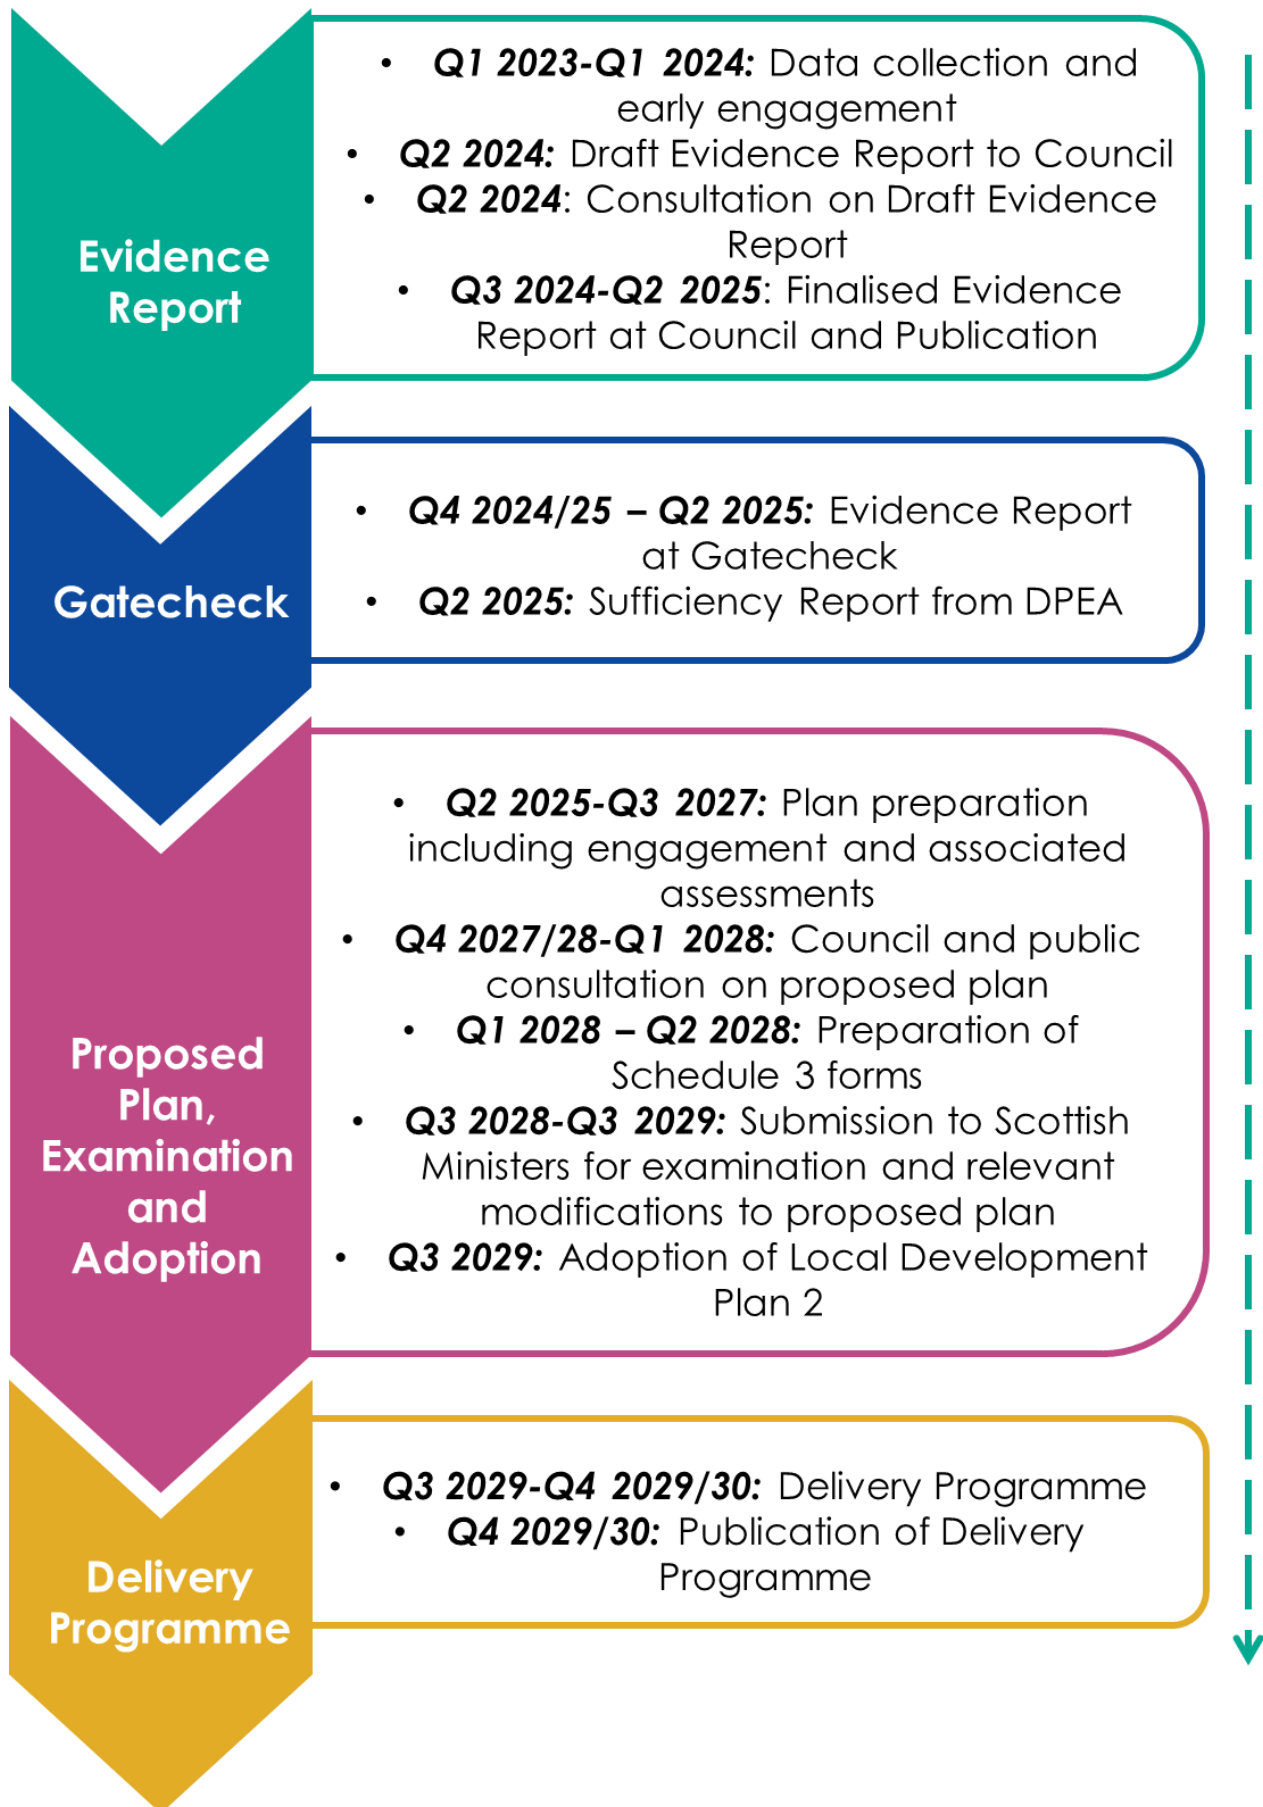 Evidence
Report
• Q1 2023-Q1 2024: Data collection and
early engagement
• Q2 2024: Draft Evidence Report to Council
• Q2 2024: Consultation on Draft Evidence
Report
• Q3 2024-Q2 2025: Finalised Evidence
Report at Council and Publication
Gatecheck
• Q4 2024/25 – Q2 2025: Evidence Report
at Gatecheck
• Q2 2025: Sufficiency Report from DPEA
Proposed
Plan,
Examination
and
Adoption
• Q2 2025-Q3 2027: Plan preparation
including engagement and associated
assessments
• Q4 2027/28-Q1 2028: Council and public
consultation on proposed plan
• Q1 2028 – Q2 2028: Preparation of
Schedule 3 forms
• Q3 2028-Q3 2029: Submission to Scottish
Ministers for examination and relevant
modifications to proposed plan
• Q3 2029: Adoption of Local Development
Plan 2
Delivery
Programme
• Q3 2029-Q4 2029/30: Delivery Programme
• Q4 2029/30: Publication of Delivery
Programme